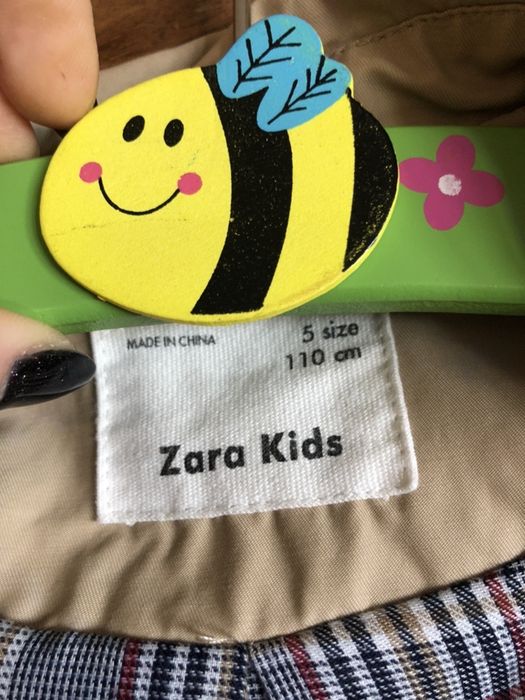 MADE IN CHINA
5 size
110 cm
Zara Kids